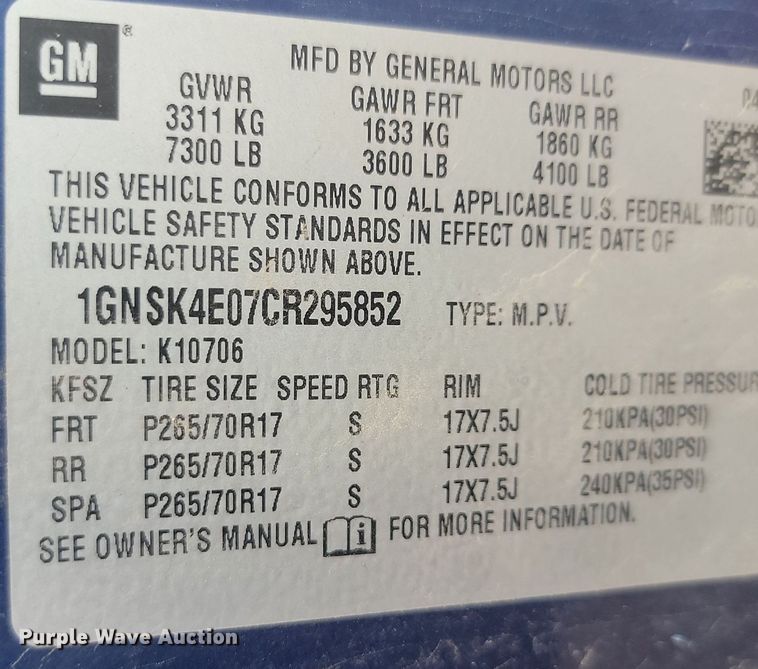 GM ®
MFD BY GENERAL MOTORS LLC
GVWR GAWR FRT GAWR RR
3311 KG 1633 KG 1860 KG
7300 LB 3600 LB 4100 LB
THIS VEHICLE CONFORMS TO ALL APPLICABLE U.S. FEDERAL MOTO
VEHICLE SAFETY STANDARDS IN EFFECT ON THE DATE OF
MANUFACTURE SHOWN ABOVE.
1GNSK4E07CR295852 TYPE: M.P.V.
MODEL: K10706
KFSZ TIRE SIZE SPEED RTG RIM COLD TIRE PRESSUR
FRT P265/70R17 S 17X7.5J 210KPA(30PSI)
RR P265/70R17 S 17X7.5J 210KPA(30PSI)
SPA P265/70R17 S 17X7.5J 240KPA(35PSI)
SEE OWNER'S MANUAL i FOR MORE INFORMATION.
Purple Wave Auction